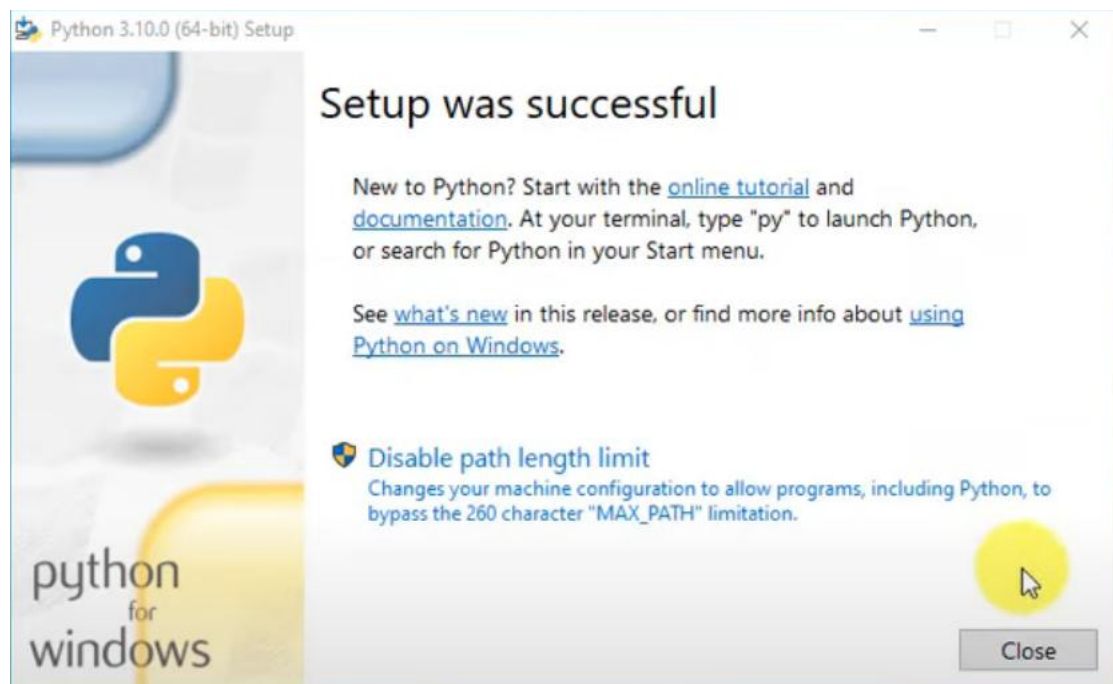 Python 3.10.0 (64-bit) Setup
Setup was successful
New to Python? Start with the online tutorial and
documentation. At your terminal, type "py" to launch Python,
or search for Python in your Start menu.
See what's new in this release, or find more info about using
Python on Windows.
Disable path length limit
Changes your machine configuration to allow programs, including Python, to
bypass the 260 character "MAX_PATH" limitation.
python
for
windows
Close